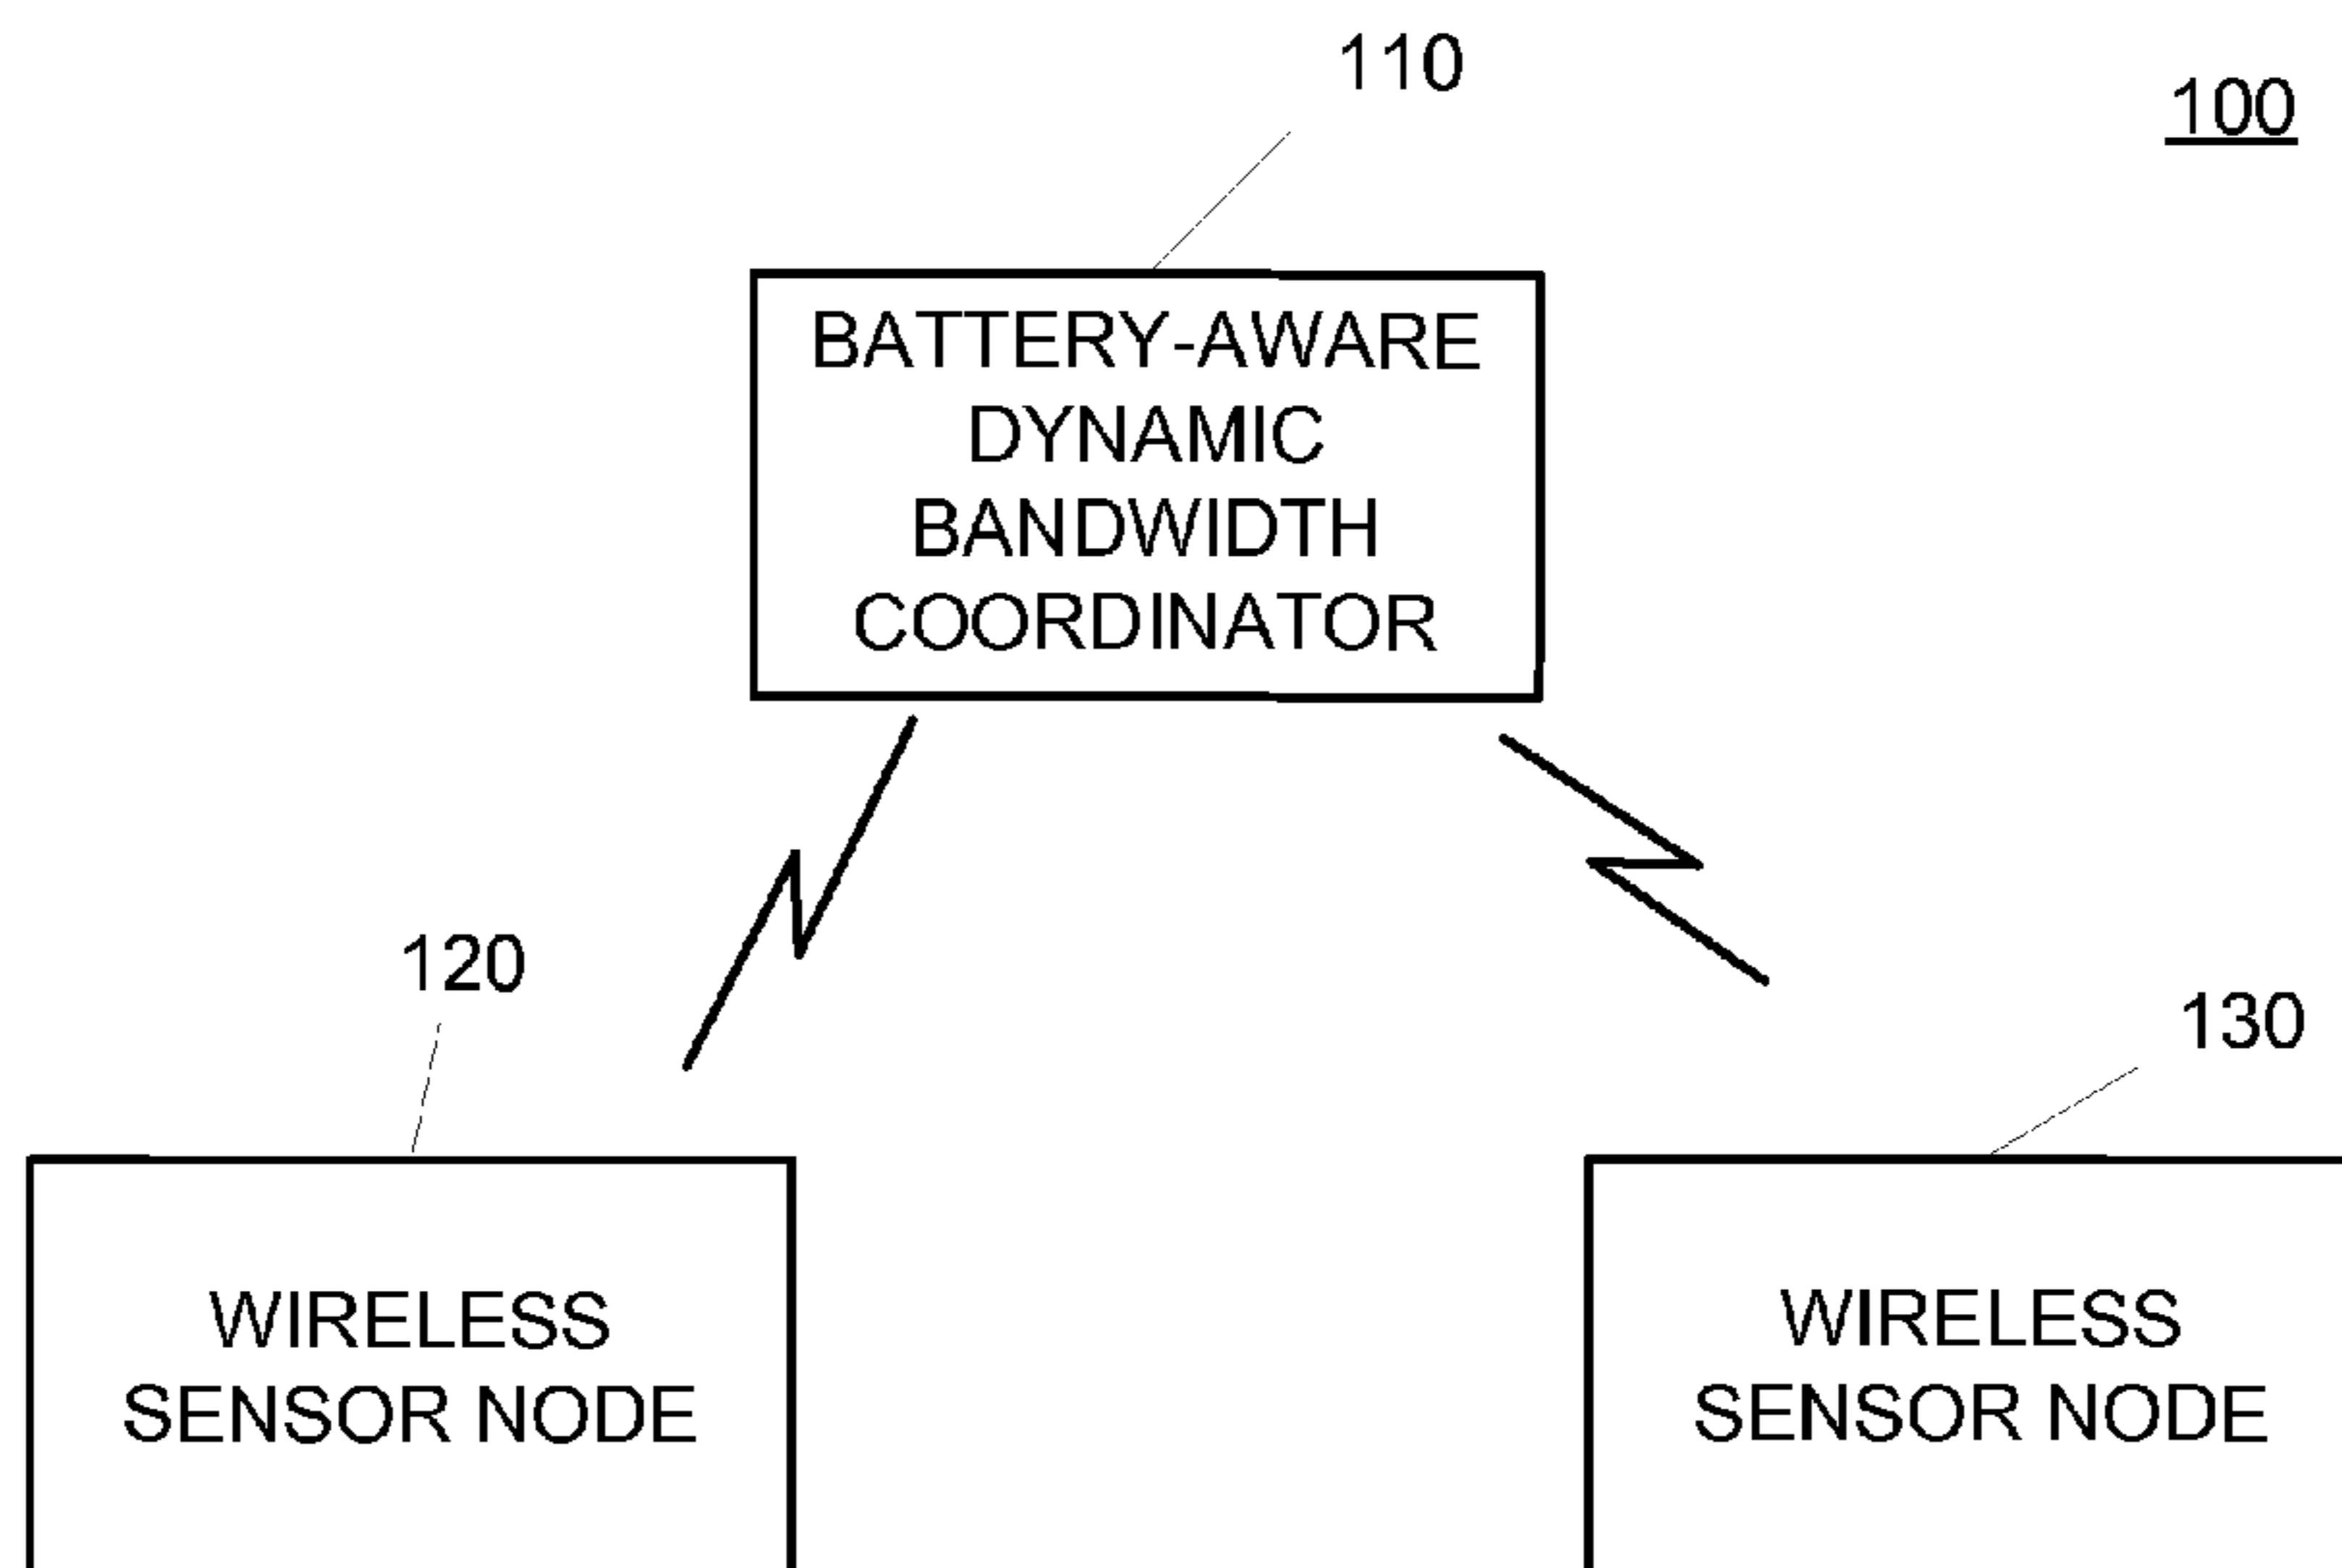 110
100
BATTERY-AWARE
DYNAMIC
BANDWIDTH
COORDINATOR
120
130
WIRELESS
SENSOR NODE
WIRELESS
SENSOR NODE